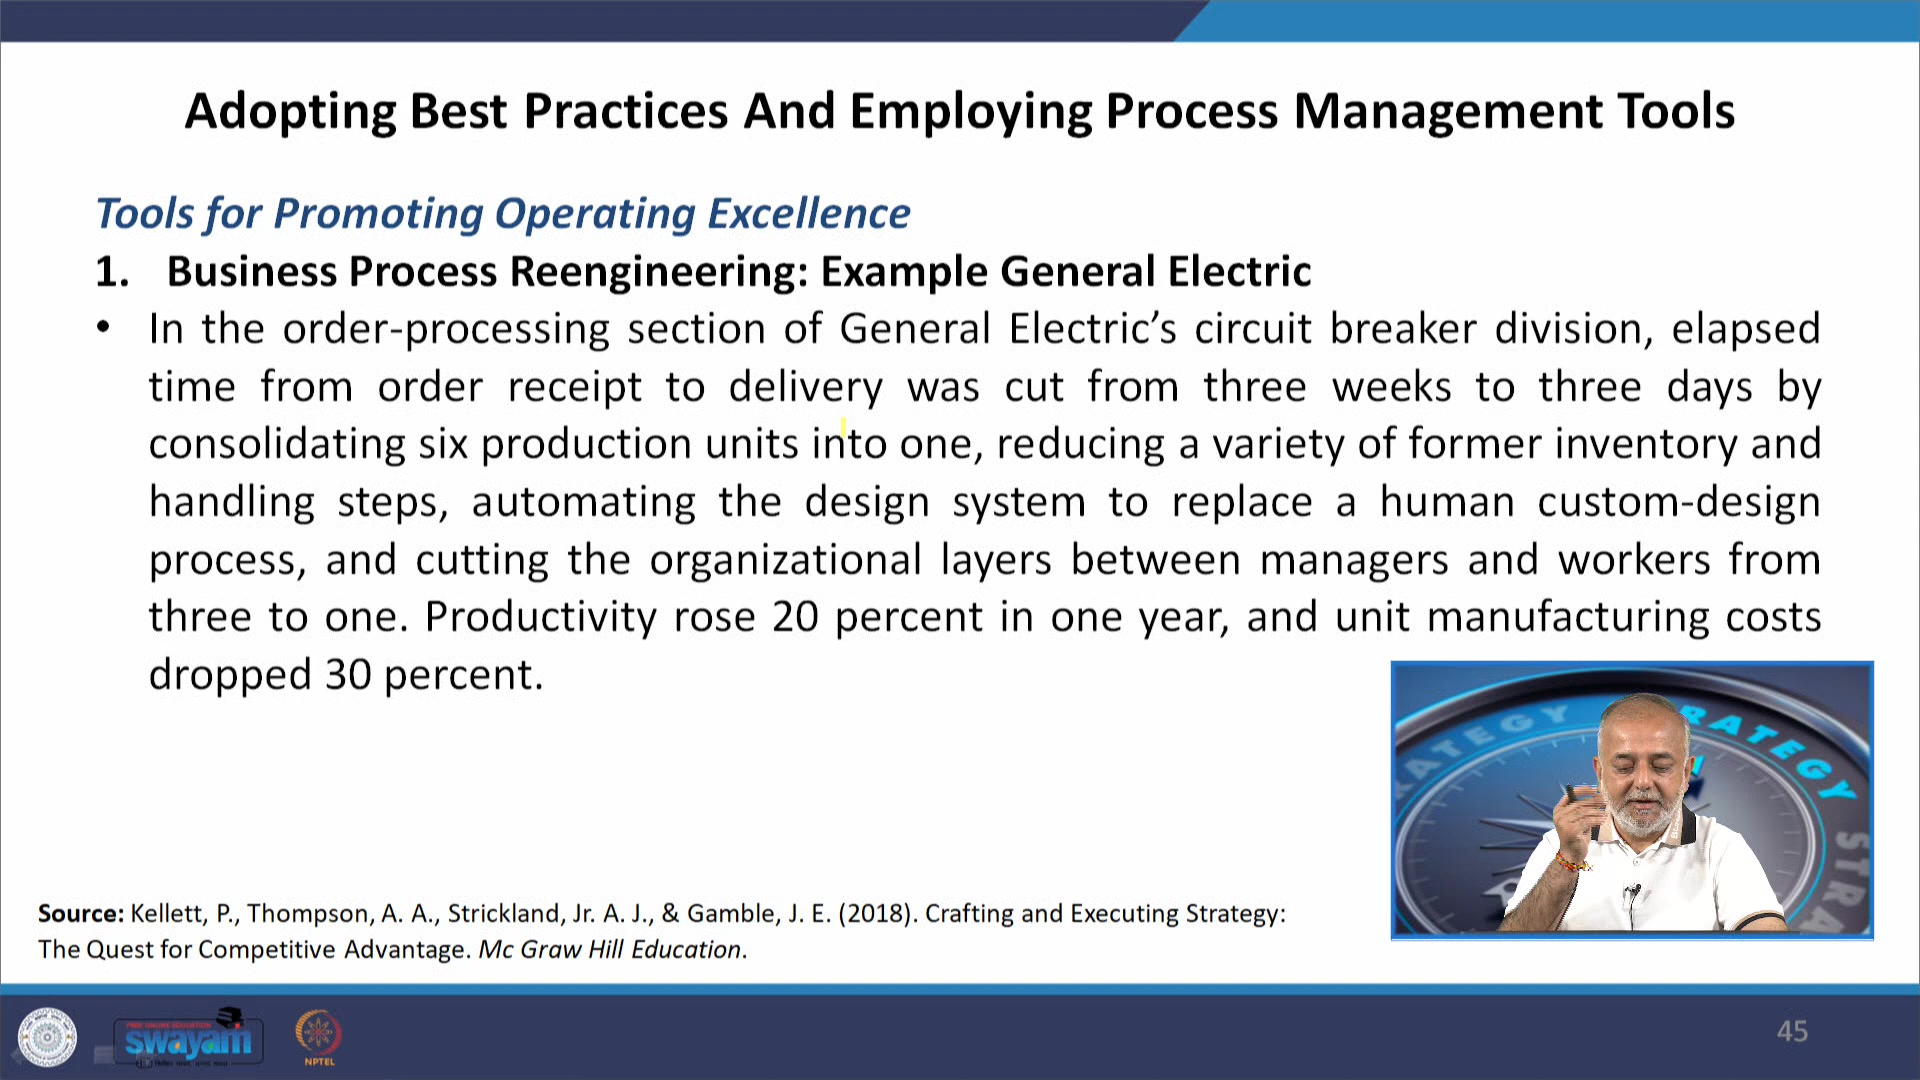 Adopting Best Practices And Employing Process Management Tools
Tools for Promoting Operating Excellence
1. Business Process Reengineering: Example General Electric
• In the order-processing section of General Electric’s circuit breaker division, elapsed
time from order receipt to delivery was cut from three weeks to three days by
consolidating six production units into one, reducing a variety of former inventory and
handling steps, automating the design system to replace a human custom-design
process, and cutting the organizational layers between managers and workers from
three to one. Productivity rose 20 percent in one year, and unit manufacturing costs
dropped 30 percent.
STRATEGY
STRATEGY
STRA
Source: Kellett, P., Thompson, A. A., Strickland, Jr. A. J., & Gamble, J. E. (2018). Crafting and Executing Strategy:
The Quest for Competitive Advantage. Mc Graw Hill Education.
FREE ONLINE EDUCATION
swayam
NPTEL
45